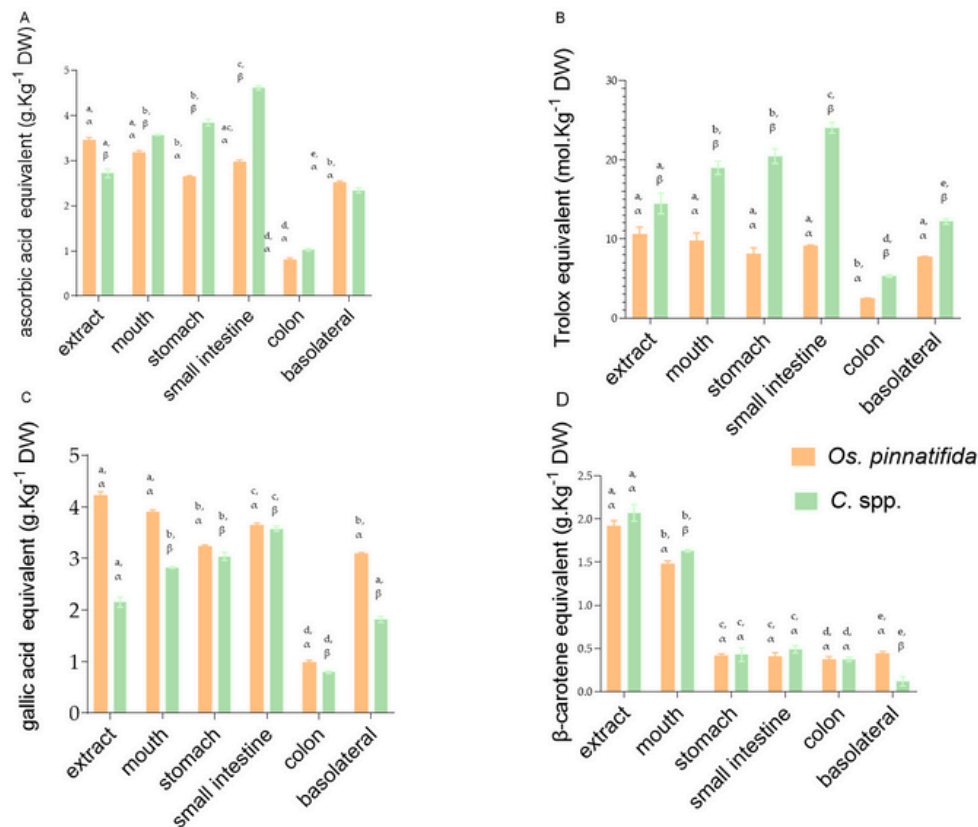 A
ascorbic acid equivalent (g.Kg⁻¹ DW)
5
4
3
2
1
0
a,
α
a,
β
a,
α
b,
β
b,
α
b,
β
ac,
α
c,
β
d,
α
d,
α
e,
α
b,
α
extract
mouth
stomach
small intestine
colon
basolateral
B
Trolox equivalent (mol.Kg⁻¹ DW)
30
20
10
0
a,
α
a,
β
a,
α
b,
β
a,
α
b,
β
a,
α
c,
β
b,
α
d,
β
a,
α
e,
β
extract
mouth
stomach
small intestine
colon
basolateral
C
gallic acid equivalent (g.Kg⁻¹ DW)
5
4
3
2
1
0
a,
α
a,
α
a,
α
b,
β
b,
α
b,
β
c,
α
c,
β
d,
α
d,
β
b,
α
a,
β
extract
mouth
stomach
small intestine
colon
basolateral
D
Os. pinnatifida
C. spp.
β-carotene equivalent (g.Kg⁻¹ DW)
2.5
2.0
1.5
1.0
0.5
0.0
a,
α
a,
α
b,
α
b,
β
c,
α
c,
α
c,
α
c,
α
d,
α
d,
α
e,
α
e,
β
extract
mouth
stomach
small intestine
colon
basolateral